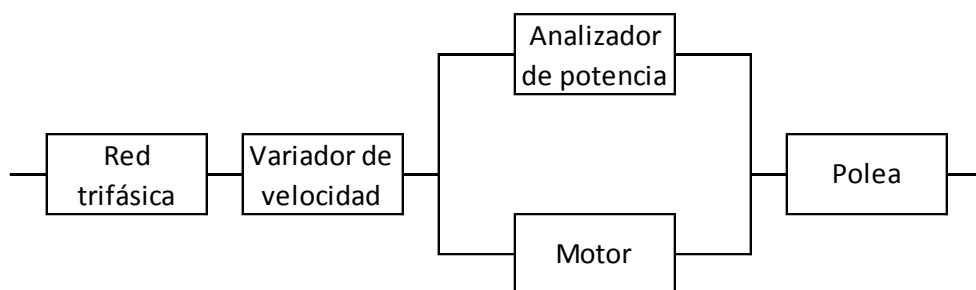 Red
trifásica
Variador de
velocidad
Analizador
de potencia
Motor
Polea